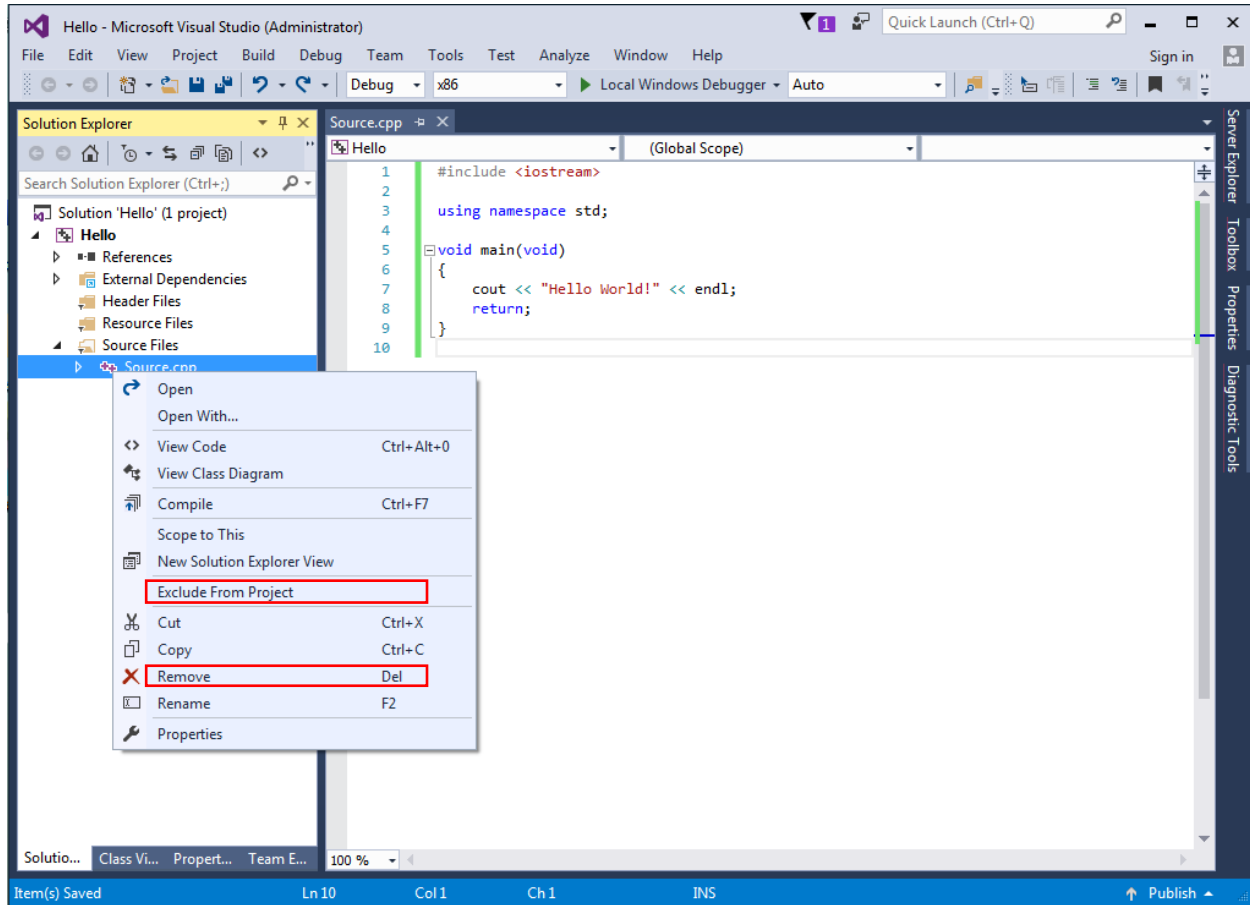 Hello - Microsoft Visual Studio (Administrator)
1
Quick Launch (Ctrl+Q)
File Edit View Project Build Debug Team Tools Test Analyze Window Help
Sign in
Debug x86 Local Windows Debugger Auto
Solution Explorer
Search Solution Explorer (Ctrl+;)
Solution 'Hello' (1 project)
Hello
References
External Dependencies
Header Files
Resource Files
Source Files
Source.cpp
Open
Open With...
View Code Ctrl+Alt+0
View Class Diagram
Compile Ctrl+F7
Scope to This
New Solution Explorer View
Exclude From Project
Cut Ctrl+X
Copy Ctrl+C
Remove Del
Rename F2
Properties
Solutio... Class Vi... Propert... Team E...
Source.cpp
Hello (Global Scope)
1 #include <iostream>
2
3 using namespace std;
4
5 void main(void)
6 {
7 cout << "Hello World!" << endl;
8 return;
9 }
10
100 %
Server Explorer
Toolbox
Properties
Diagnostic Tools
Item(s) Saved Ln 10 Col 1 Ch 1 INS Publish